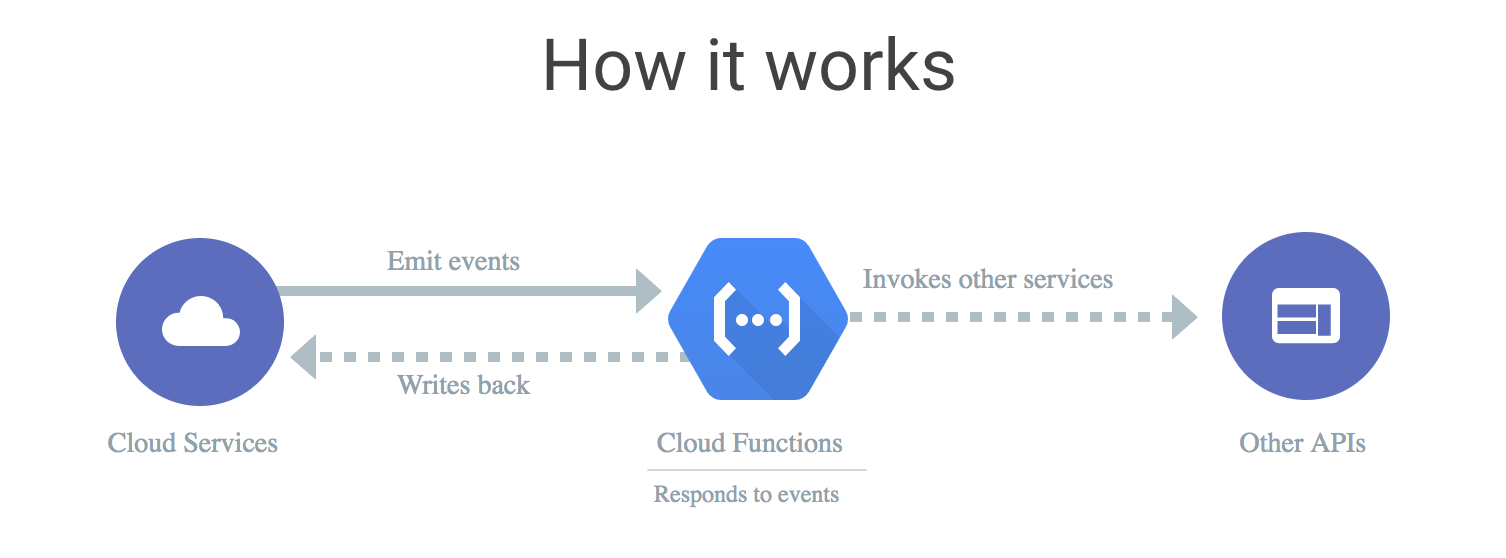 How it works
Emit events
Invokes other services
Writes back
Cloud Services
Cloud Functions
Other APIs
Responds to events